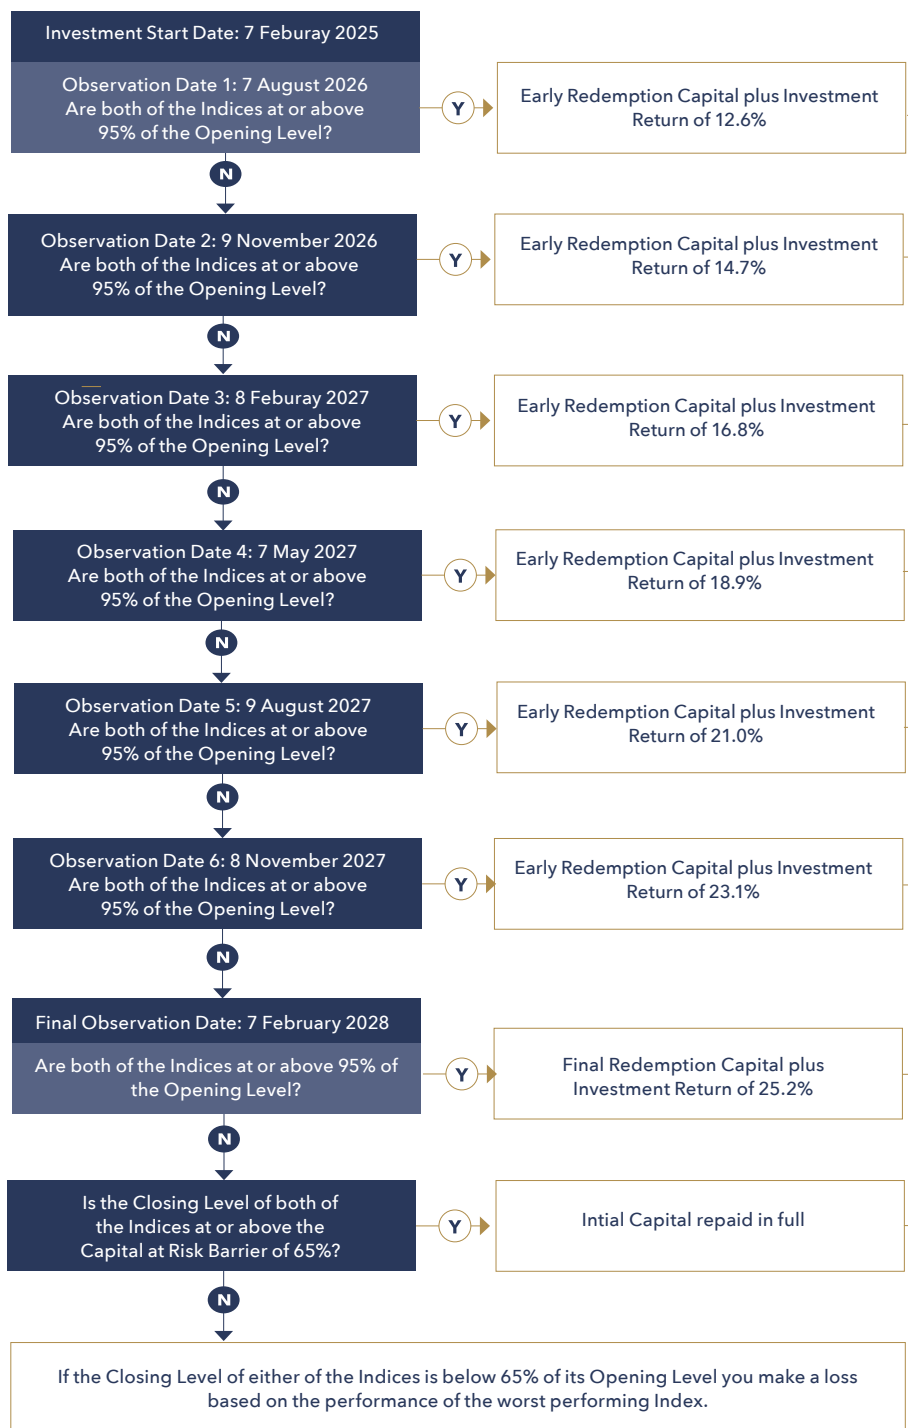 Investment Start Date: 7 Feburay 2025
Observation Date 1: 7 August 2026
Are both of the Indices at or above
95% of the Opening Level?
Y
Early Redemption Capital plus Investment
Return of 12.6%
N
Observation Date 2: 9 November 2026
Are both of the Indices at or above
95% of the Opening Level?
Y
Early Redemption Capital plus Investment
Return of 14.7%
N
Observation Date 3: 8 Feburay 2027
Are both of the Indices at or above
95% of the Opening Level?
Y
Early Redemption Capital plus Investment
Return of 16.8%
N
Observation Date 4: 7 May 2027
Are both of the Indices at or above
95% of the Opening Level?
Y
Early Redemption Capital plus Investment
Return of 18.9%
N
Observation Date 5: 9 August 2027
Are both of the Indices at or above
95% of the Opening Level?
Y
Early Redemption Capital plus Investment
Return of 21.0%
N
Observation Date 6: 8 November 2027
Are both of the Indices at or above
95% of the Opening Level?
Y
Early Redemption Capital plus Investment
Return of 23.1%
N
Final Observation Date: 7 February 2028
Are both of the Indices at or above 95% of
the Opening Level?
Y
Final Redemption Capital plus
Investment Return of 25.2%
N
Is the Closing Level of both of
the Indices at or above the
Capital at Risk Barrier of 65%?
Y
Intial Capital repaid in full
N
If the Closing Level of either of the Indices is below 65% of its Opening Level you make a loss
based on the performance of the worst performing Index.